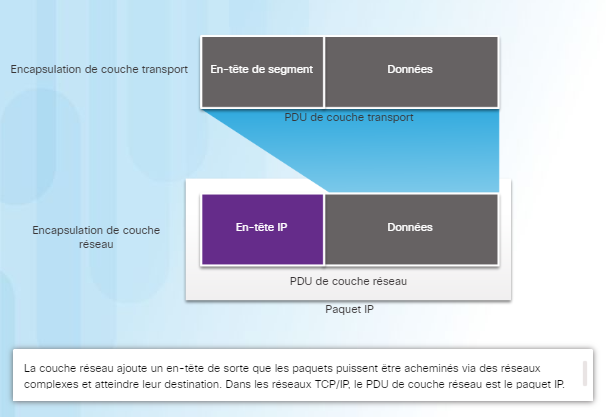 Encapsulation de couche transport
En-tête de segment
Données
PDU de couche transport
Encapsulation de couche
réseau
En-tête IP
Données
PDU de couche réseau
Paquet IP
La couche réseau ajoute un en-tête de sorte que les paquets puissent être acheminés via des réseaux
complexes et atteindre leur destination. Dans les réseaux TCP/IP, le PDU de couche réseau est le paquet IP.